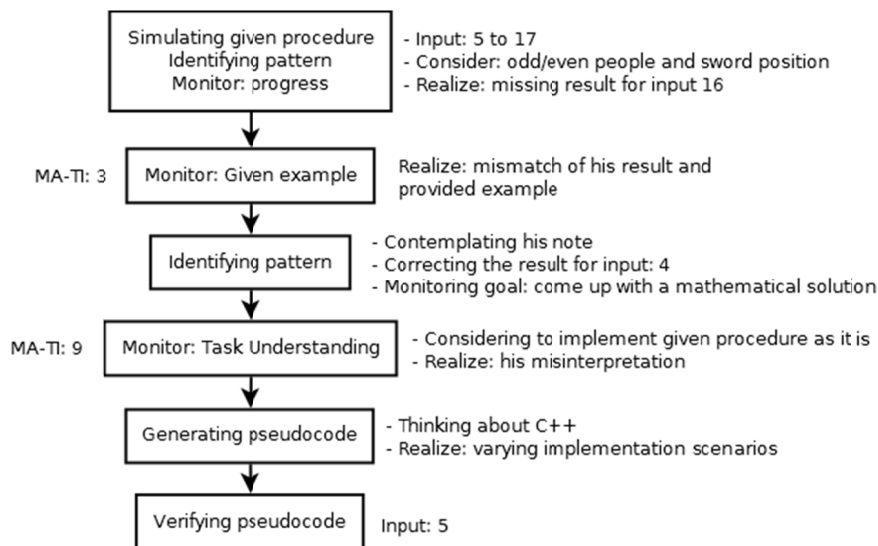 Simulating given procedure
Identifying pattern
Monitor: progress
- Input: 5 to 17
- Consider: odd/even people and sword position
- Realize: missing result for input 16
MA-TI: 3
Monitor: Given example
Realize: mismatch of his result and
provided example
Identifying pattern
- Contemplating his note
- Correcting the result for input: 4
- Monitoring goal: come up with a mathematical solution
MA-TI: 9
Monitor: Task Understanding
- Considering to implement given procedure as it is
- Realize: his misinterpretation
Generating pseudocode
- Thinking about C++
- Realize: varying implementation scenarios
Verifying pseudocode
Input: 5